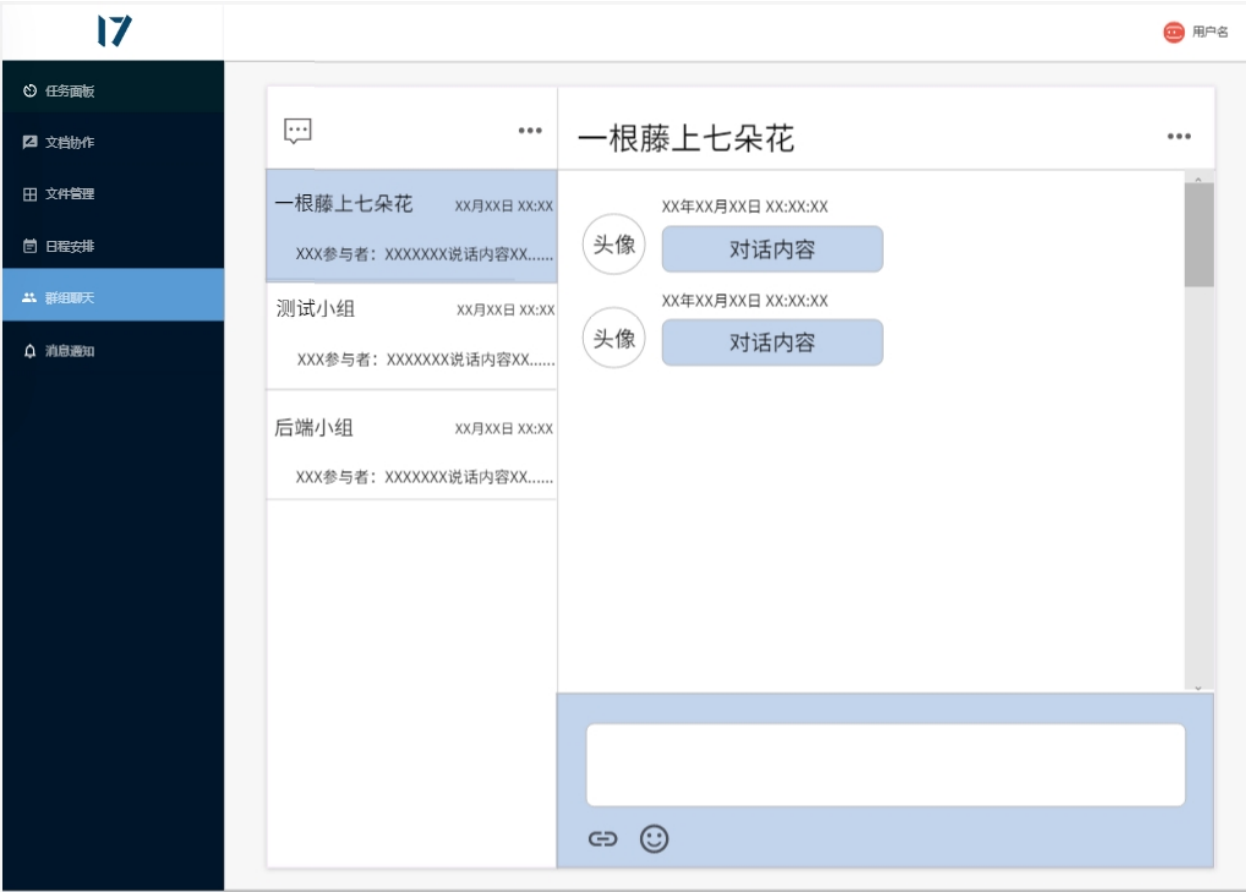 17
用户名
任务面板
文档协作
文件管理
日程安排
群组聊天
消息通知
一根藤上七朵花 XX月XX日 XX:XX
XXX参与者：XXXXXXX说话内容XX......
测试小组 XX月XX日 XX:XX
XXX参与者：XXXXXXX说话内容XX......
后端小组 XX月XX日 XX:XX
XXX参与者：XXXXXXX说话内容XX......
一根藤上七朵花
XX年XX月XX日 XX:XX:XX
头像 对话内容
XX年XX月XX日 XX:XX:XX
头像 对话内容